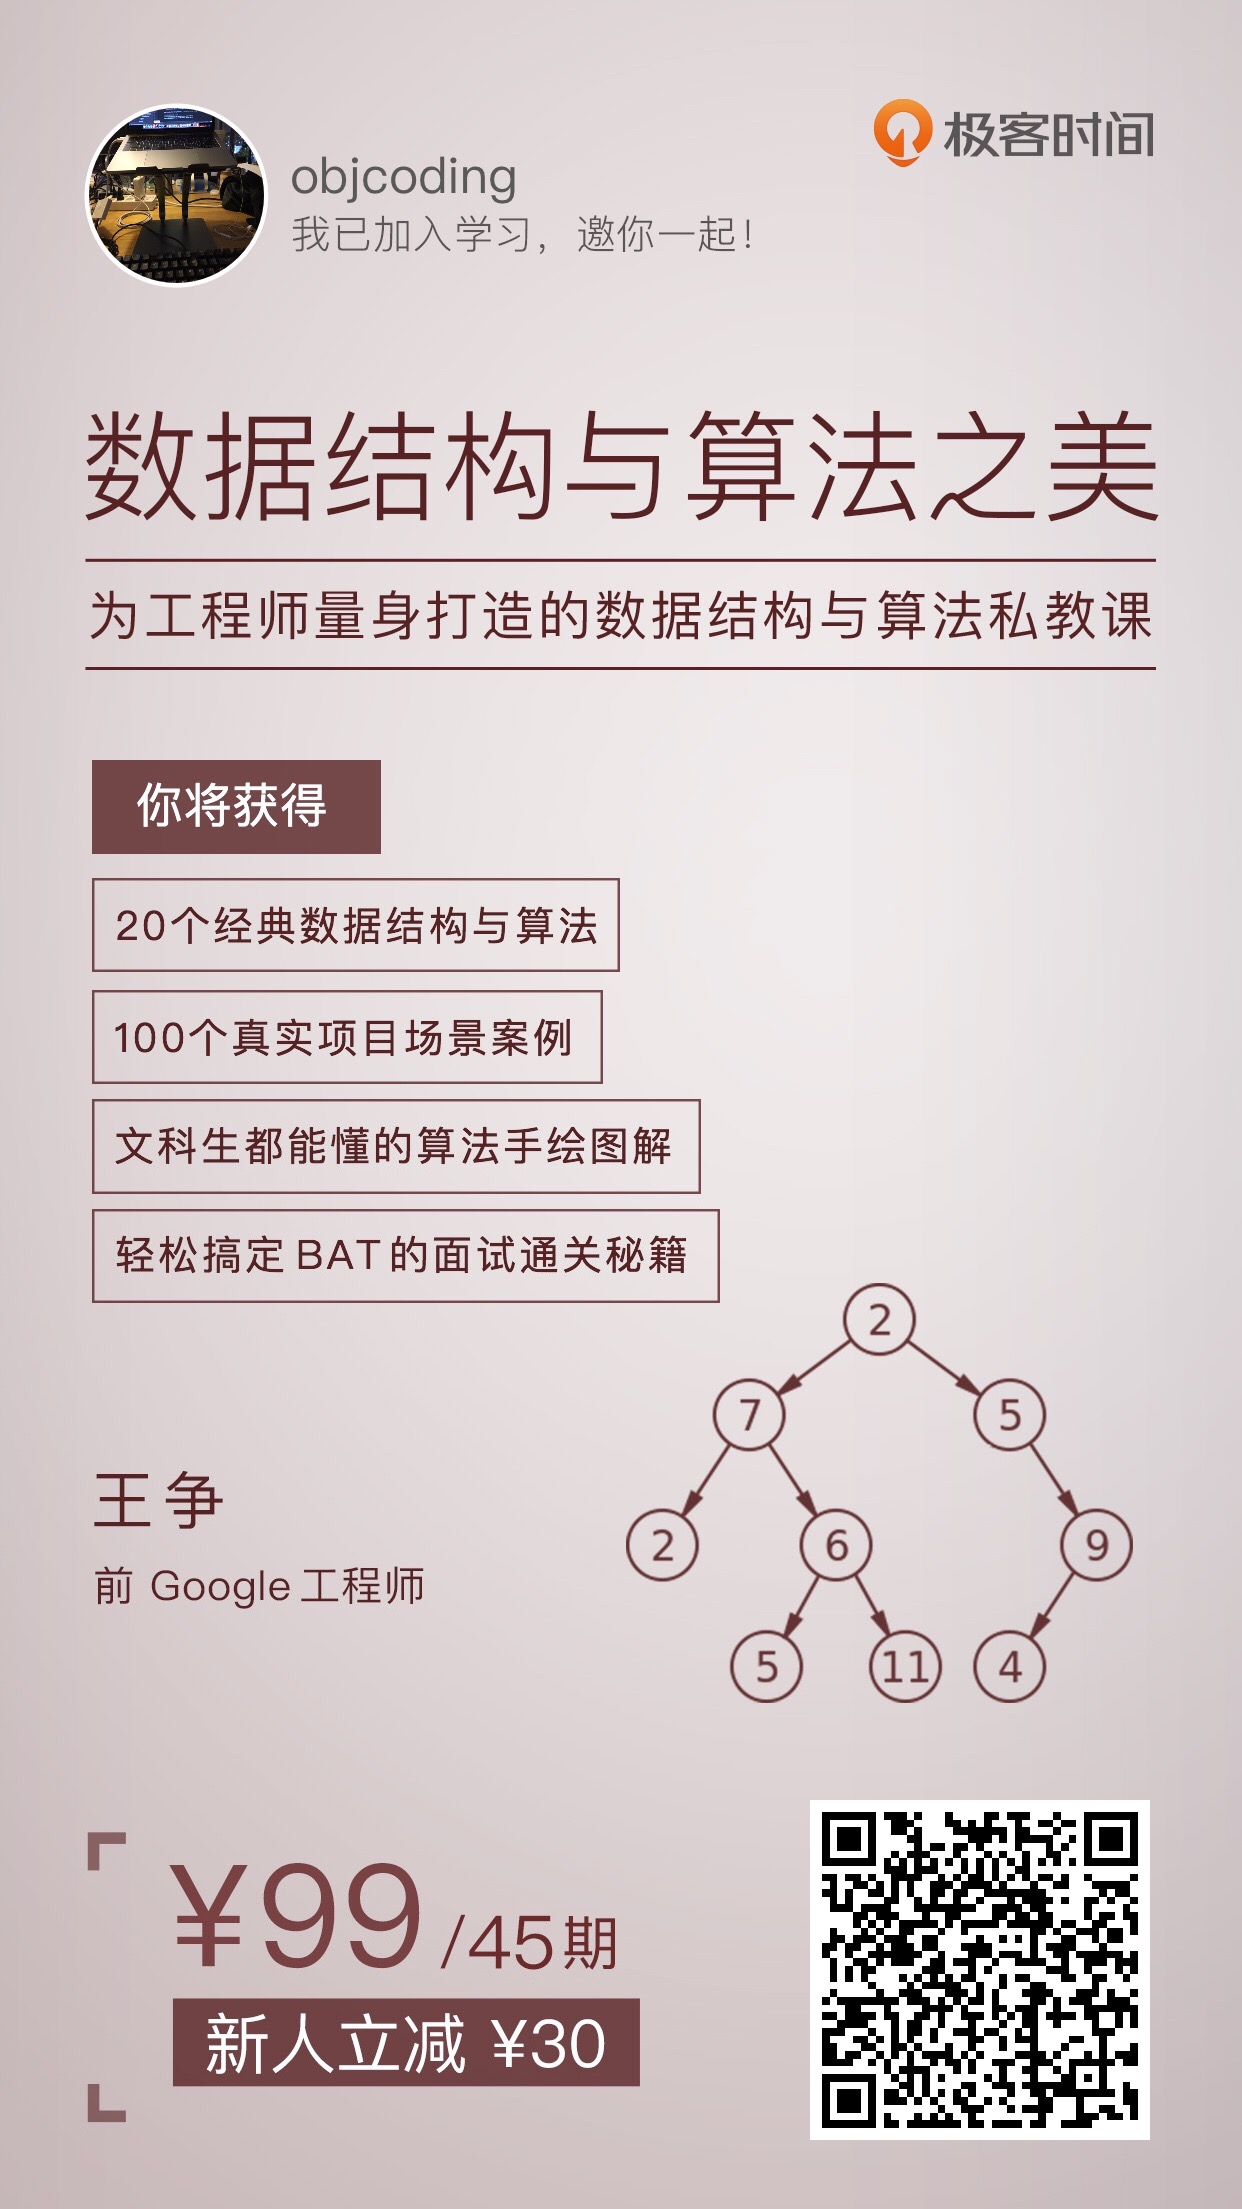 极客时间
objcoding
我已加入学习，邀你一起！
数据结构与算法之美
为工程师量身打造的数据结构与算法私教课
你将获得
20个经典数据结构与算法
100个真实项目场景案例
文科生都能懂的算法手绘图解
轻松搞定BAT的面试通关秘籍
2
7 5
王争
2 6 9
前 Google 工程师
5 11 4
¥99 /45期
新人立减 ¥30